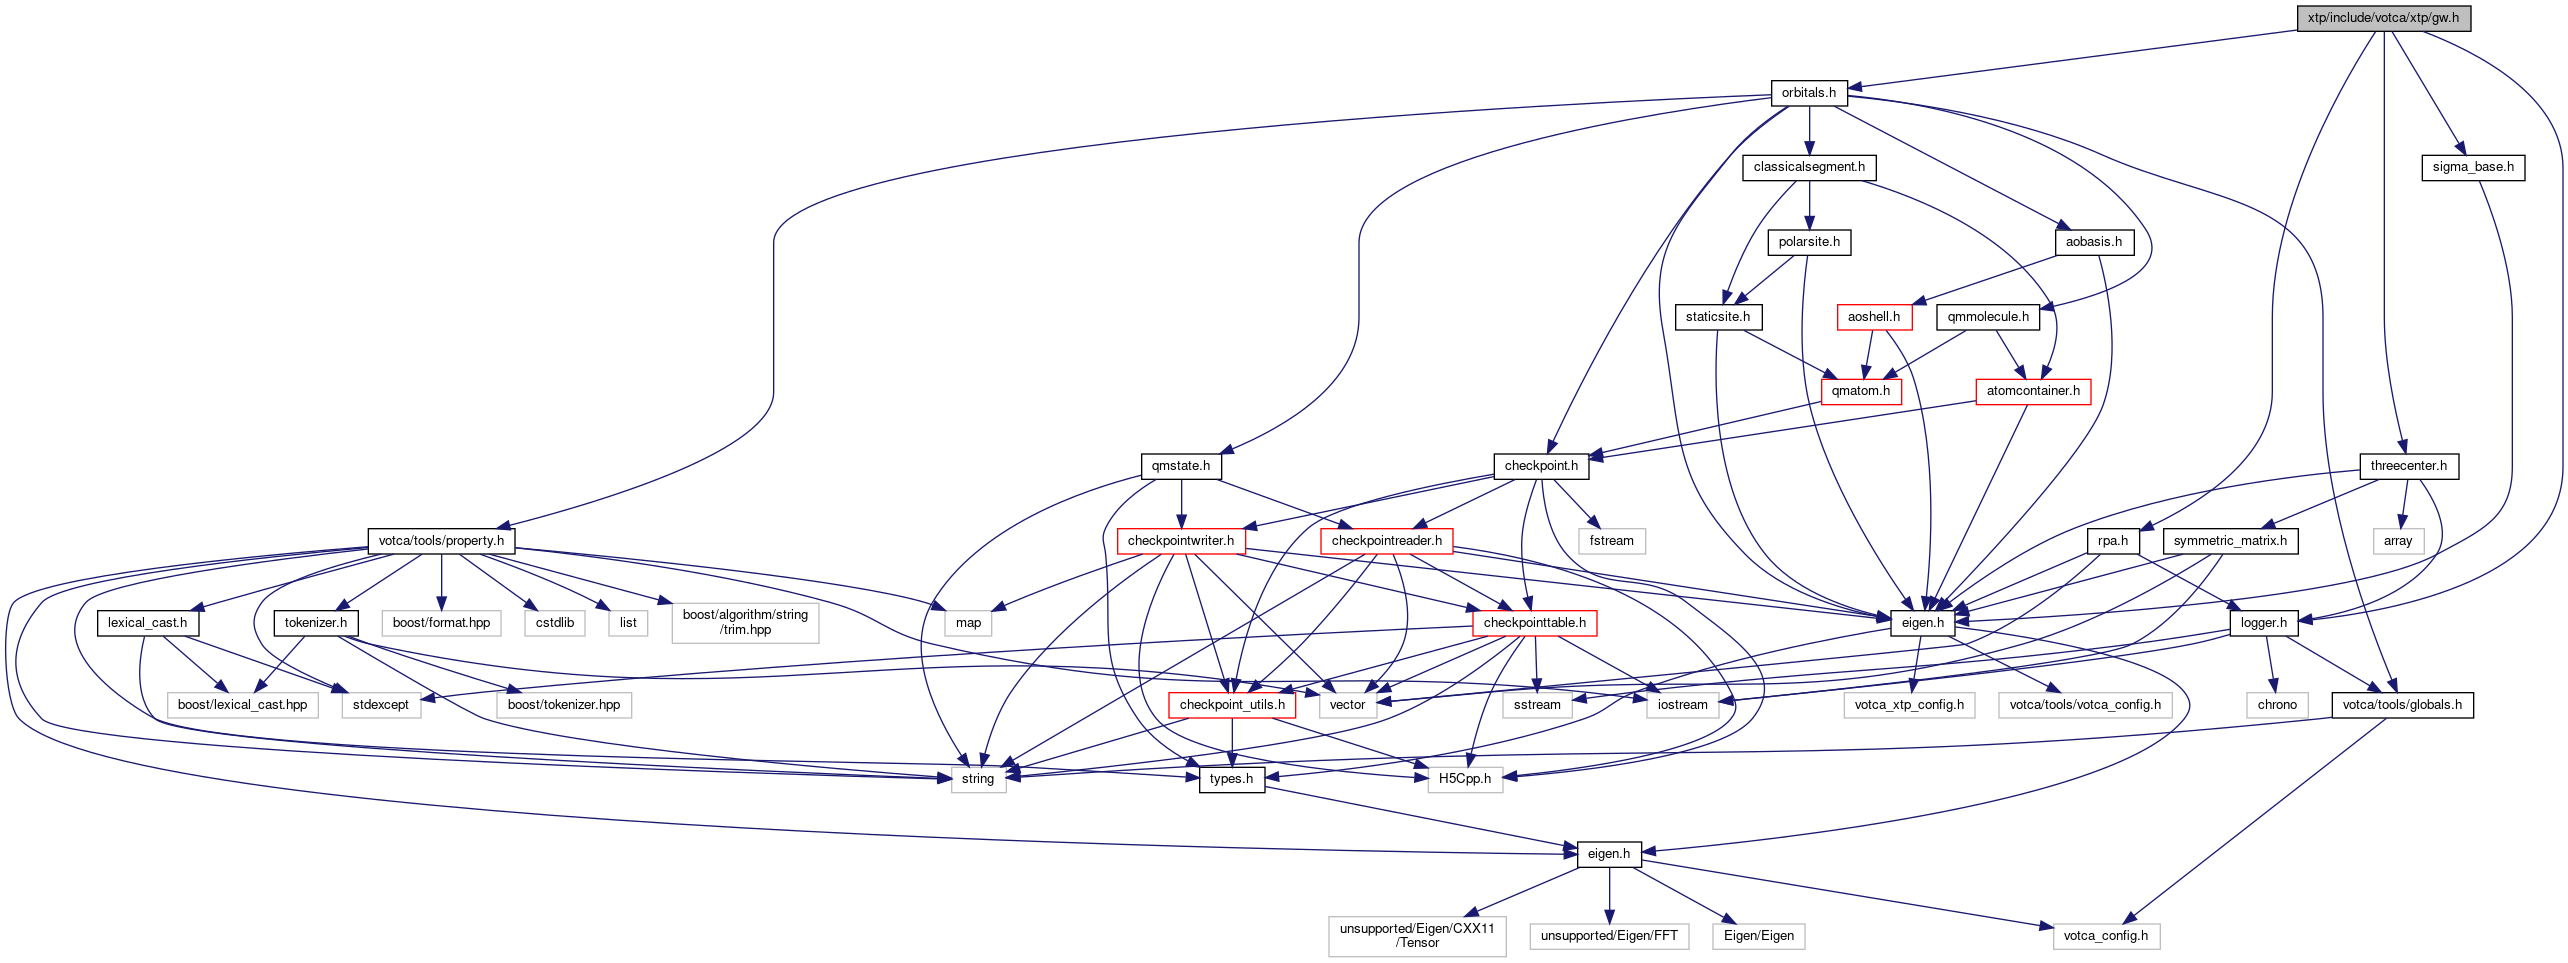 xtp/include/votca/xtp/gw.h
orbitals.h
classicalsegment.h
sigma_base.h
polarsite.h
aobasis.h
staticsite.h
aoshell.h
qmmolecule.h
qmatom.h
atomcontainer.h
qmstate.h
checkpoint.h
threecenter.h
votca/tools/property.h
checkpointwriter.h
checkpointreader.h
fstream
rpa.h
symmetric_matrix.h
array
lexical_cast.h
tokenizer.h
boost/format.hpp
cstdlib
list
boost/algorithm/string
/trim.hpp
map
checkpointtable.h
eigen.h
logger.h
boost/lexical_cast.hpp
stdexcept
boost/tokenizer.hpp
vector
checkpoint_utils.h
sstream
iostream
votca_xtp_config.h
votca/tools/votca_config.h
chrono
votca/tools/globals.h
string
types.h
H5Cpp.h
eigen.h
unsupported/Eigen/CXX11
/Tensor
unsupported/Eigen/FFT
Eigen/Eigen
votca_config.h